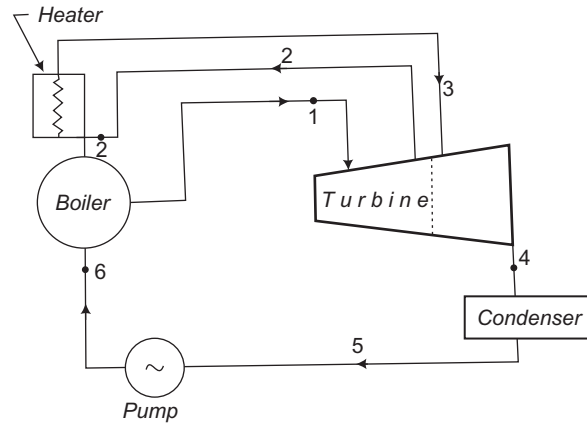 Heater
2
3
1
2
Boiler
Turbine
4
6
Condenser
5
~
Pump